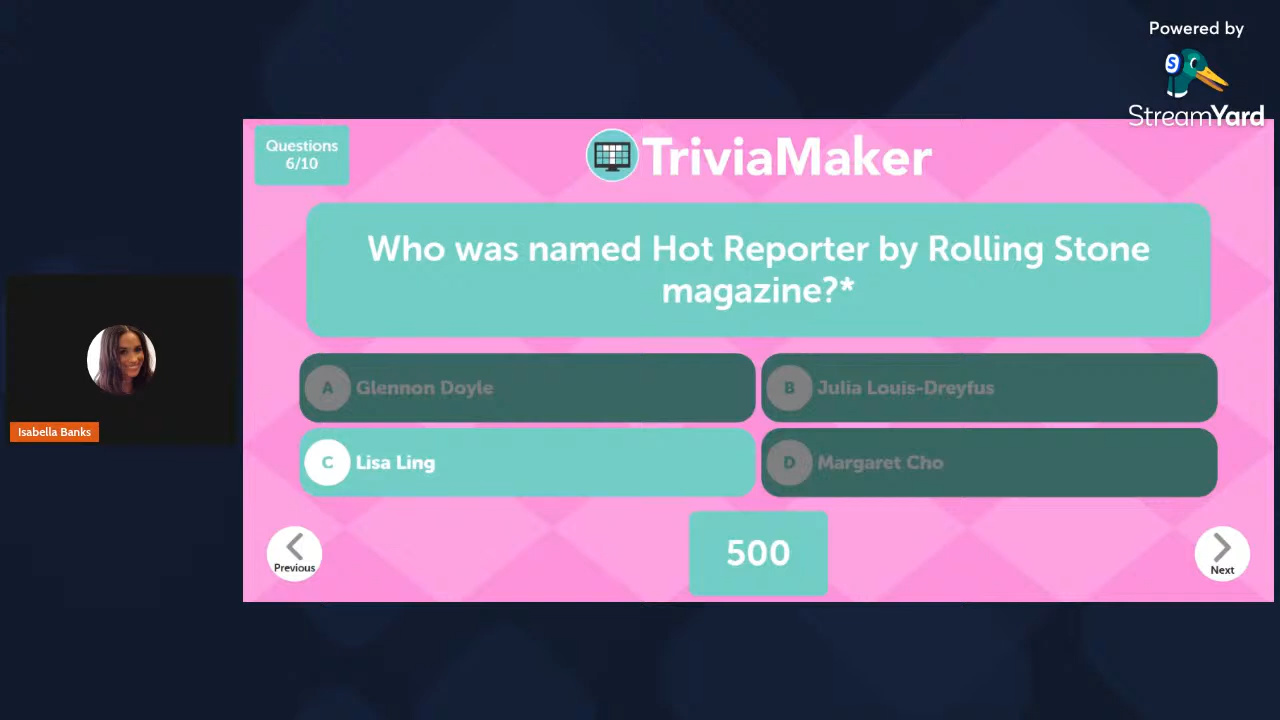 Powered by
S
StreamYard
Questions
6/10
TriviaMaker
Who was named Hot Reporter by Rolling Stone
magazine?*
A Glennon Doyle
B Julia Louis-Dreyfus
C Lisa Ling
D Margaret Cho
Isabella Banks
500
Previous
Next